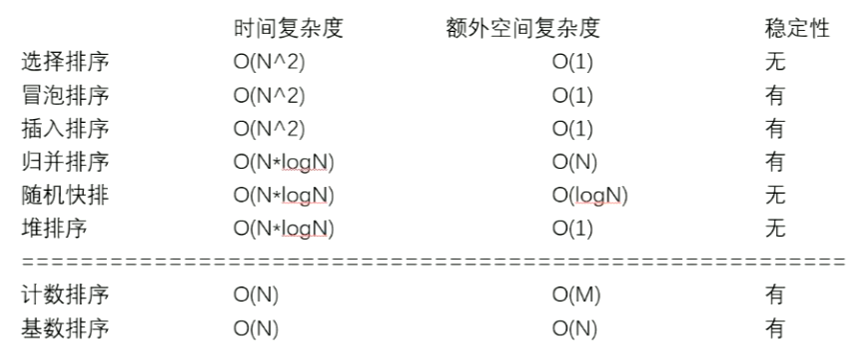 时间复杂度 额外空间复杂度 稳定性
选择排序 O(N^2) O(1) 无
冒泡排序 O(N^2) O(1) 有
插入排序 O(N^2) O(1) 有
归并排序 O(N*logN) O(N) 有
随机快排 O(N*logN) O(logN) 无
堆排序 O(N*logN) O(1) 无
========================================================
计数排序 O(N) O(M) 有
基数排序 O(N) O(N) 有